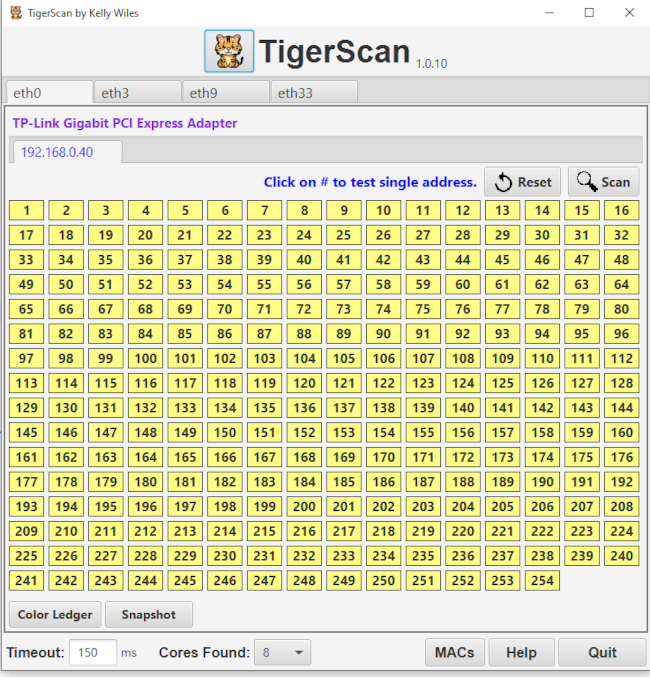 TigerScan by Kelly Wiles
TigerScan 1.0.10
eth0 eth3 eth9 eth33
TP-Link Gigabit PCI Express Adapter
192.168.0.40
Click on # to test single address. Reset Scan
1 2 3 4 5 6 7 8 9 10 11 12 13 14 15 16
17 18 19 20 21 22 23 24 25 26 27 28 29 30 31 32
33 34 35 36 37 38 39 40 41 42 43 44 45 46 47 48
49 50 51 52 53 54 55 56 57 58 59 60 61 62 63 64
65 66 67 68 69 70 71 72 73 74 75 76 77 78 79 80
81 82 83 84 85 86 87 88 89 90 91 92 93 94 95 96
97 98 99 100 101 102 103 104 105 106 107 108 109 110 111 112
113 114 115 116 117 118 119 120 121 122 123 124 125 126 127 128
129 130 131 132 133 134 135 136 137 138 139 140 141 142 143 144
145 146 147 148 149 150 151 152 153 154 155 156 157 158 159 160
161 162 163 164 165 166 167 168 169 170 171 172 173 174 175 176
177 178 179 180 181 182 183 184 185 186 187 188 189 190 191 192
193 194 195 196 197 198 199 200 201 202 203 204 205 206 207 208
209 210 211 212 213 214 215 216 217 218 219 220 221 222 223 224
225 226 227 228 229 230 231 232 233 234 235 236 237 238 239 240
241 242 243 244 245 246 247 248 249 250 251 252 253 254
Color Ledger Snapshot
Timeout: 150 ms Cores Found: 8 MACs Help Quit